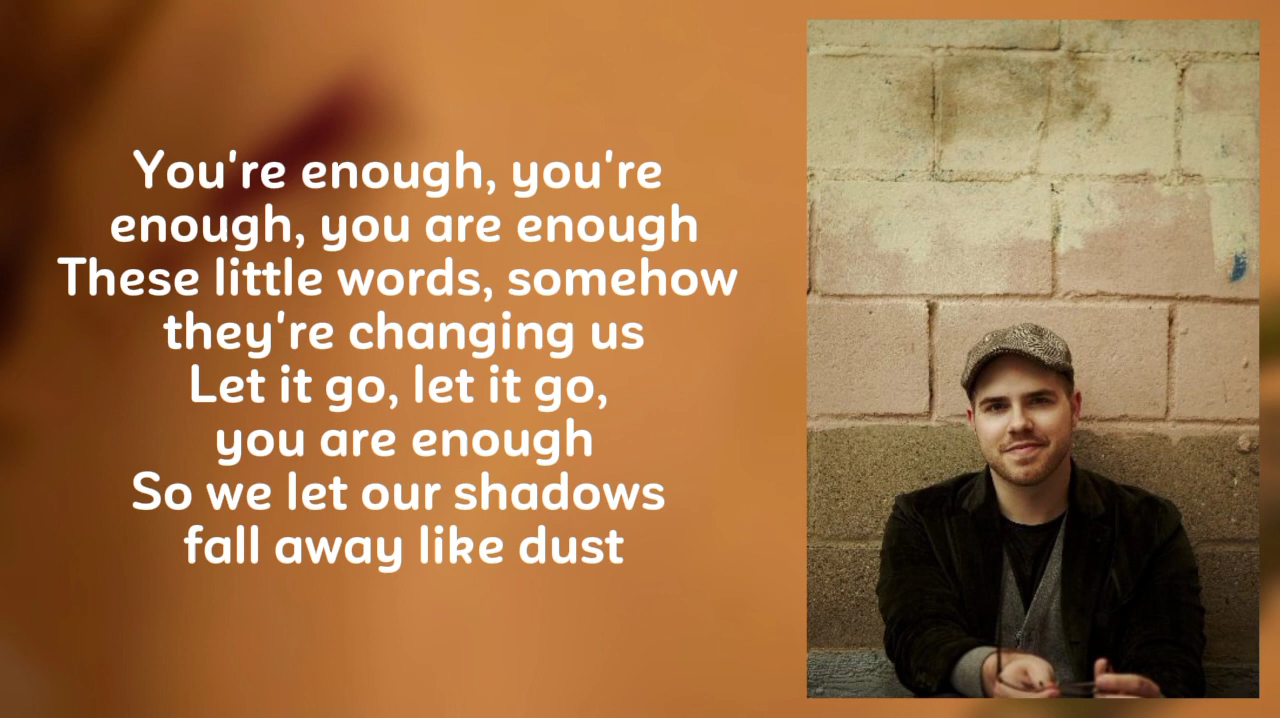 You're enough, you're
enough, you are enough
These little words, somehow
they're changing us
Let it go, let it go,
you are enough
So we let our shadows
fall away like dust